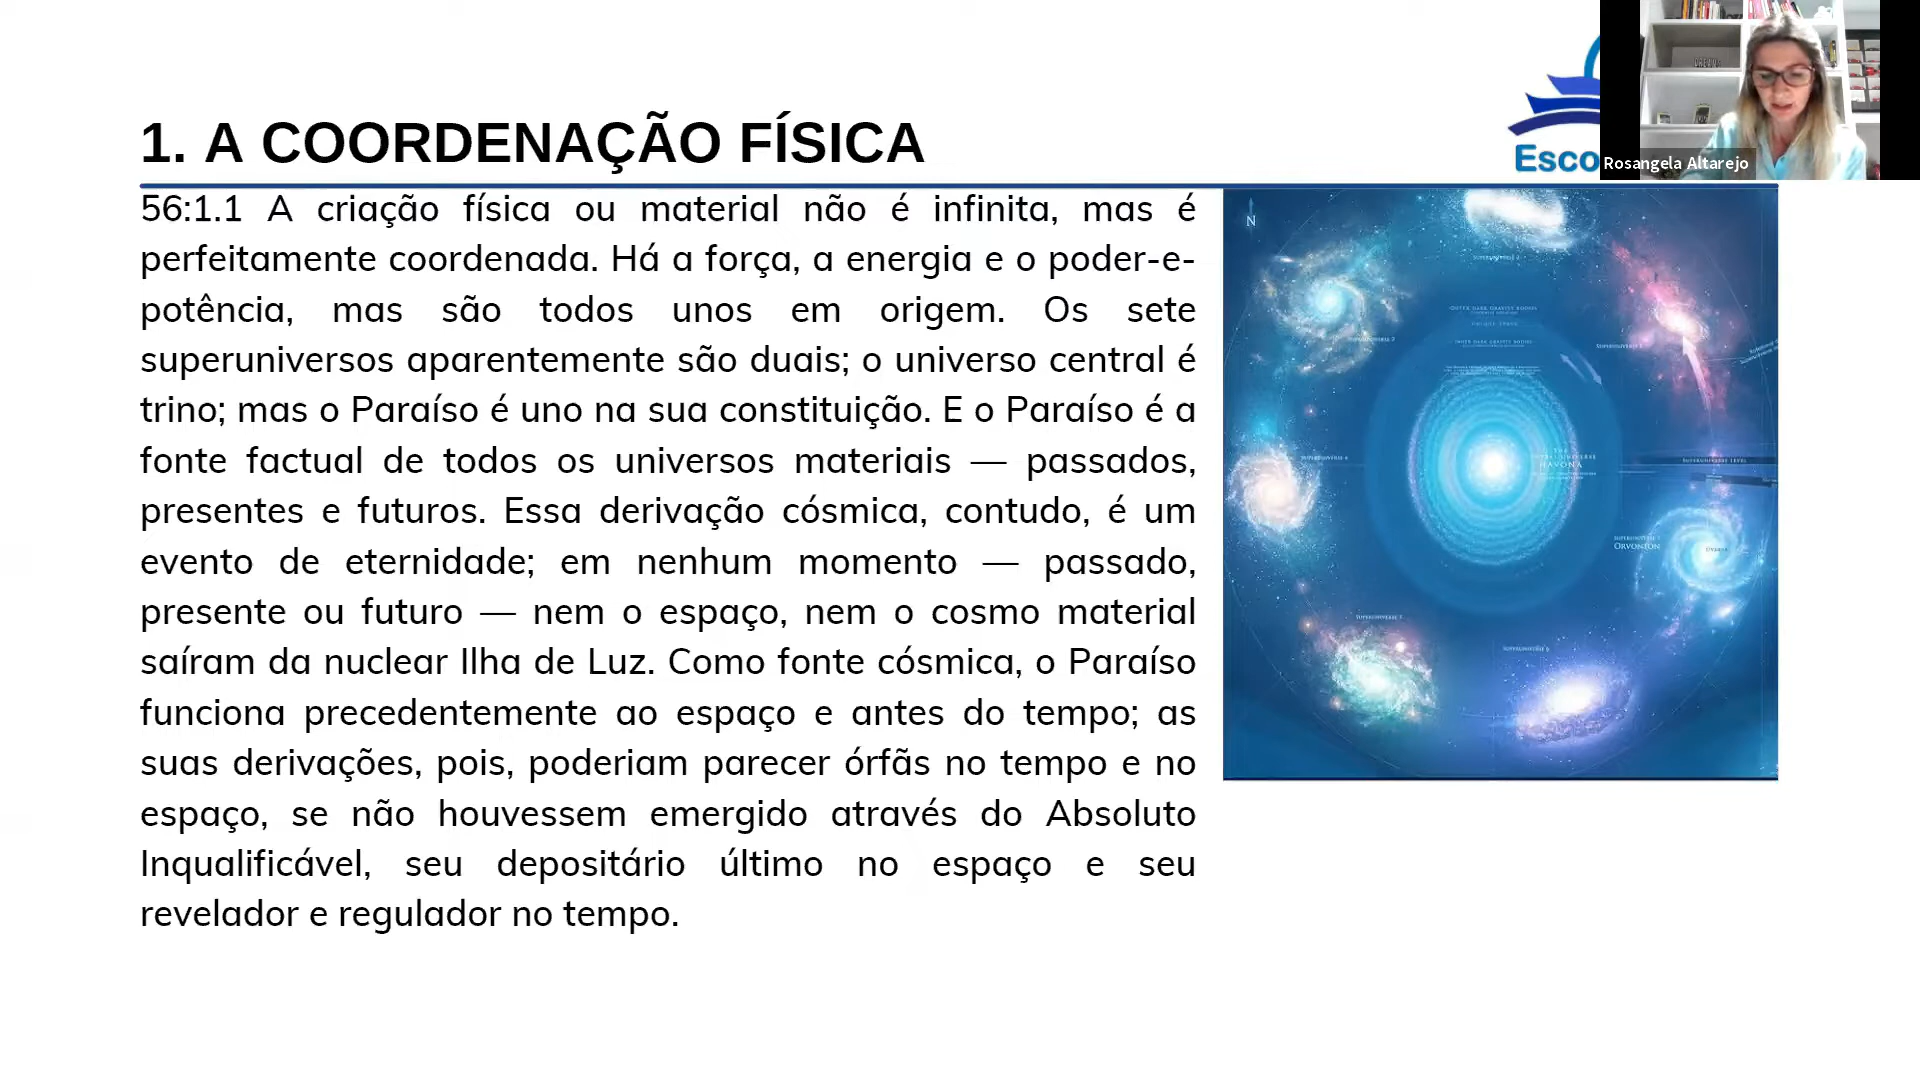 1. A COORDENAÇÃO FÍSICA
Esco
Rosangela Altarejo
56:1.1 A criação física ou material não é infinita, mas é
perfeitamente coordenada. Há a força, a energia e o poder-e-
potência, mas são todos unos em origem. Os sete
superuniversos aparentemente são duais; o universo central é
trino; mas o Paraíso é uno na sua constituição. E o Paraíso é a
fonte factual de todos os universos materiais — passados,
presentes e futuros. Essa derivação cósmica, contudo, é um
evento de eternidade; em nenhum momento — passado,
presente ou futuro — nem o espaço, nem o cosmo material
saíram da nuclear Ilha de Luz. Como fonte cósmica, o Paraíso
funciona precedentemente ao espaço e antes do tempo; as
suas derivações, pois, poderiam parecer órfãs no tempo e no
espaço, se não houvessem emergido através do Absoluto
Inqualificável, seu depositário último no espaço e seu
revelador e regulador no tempo.
N
HAVONA
SUPERUNIVERSE LEVEL
ORVONTON